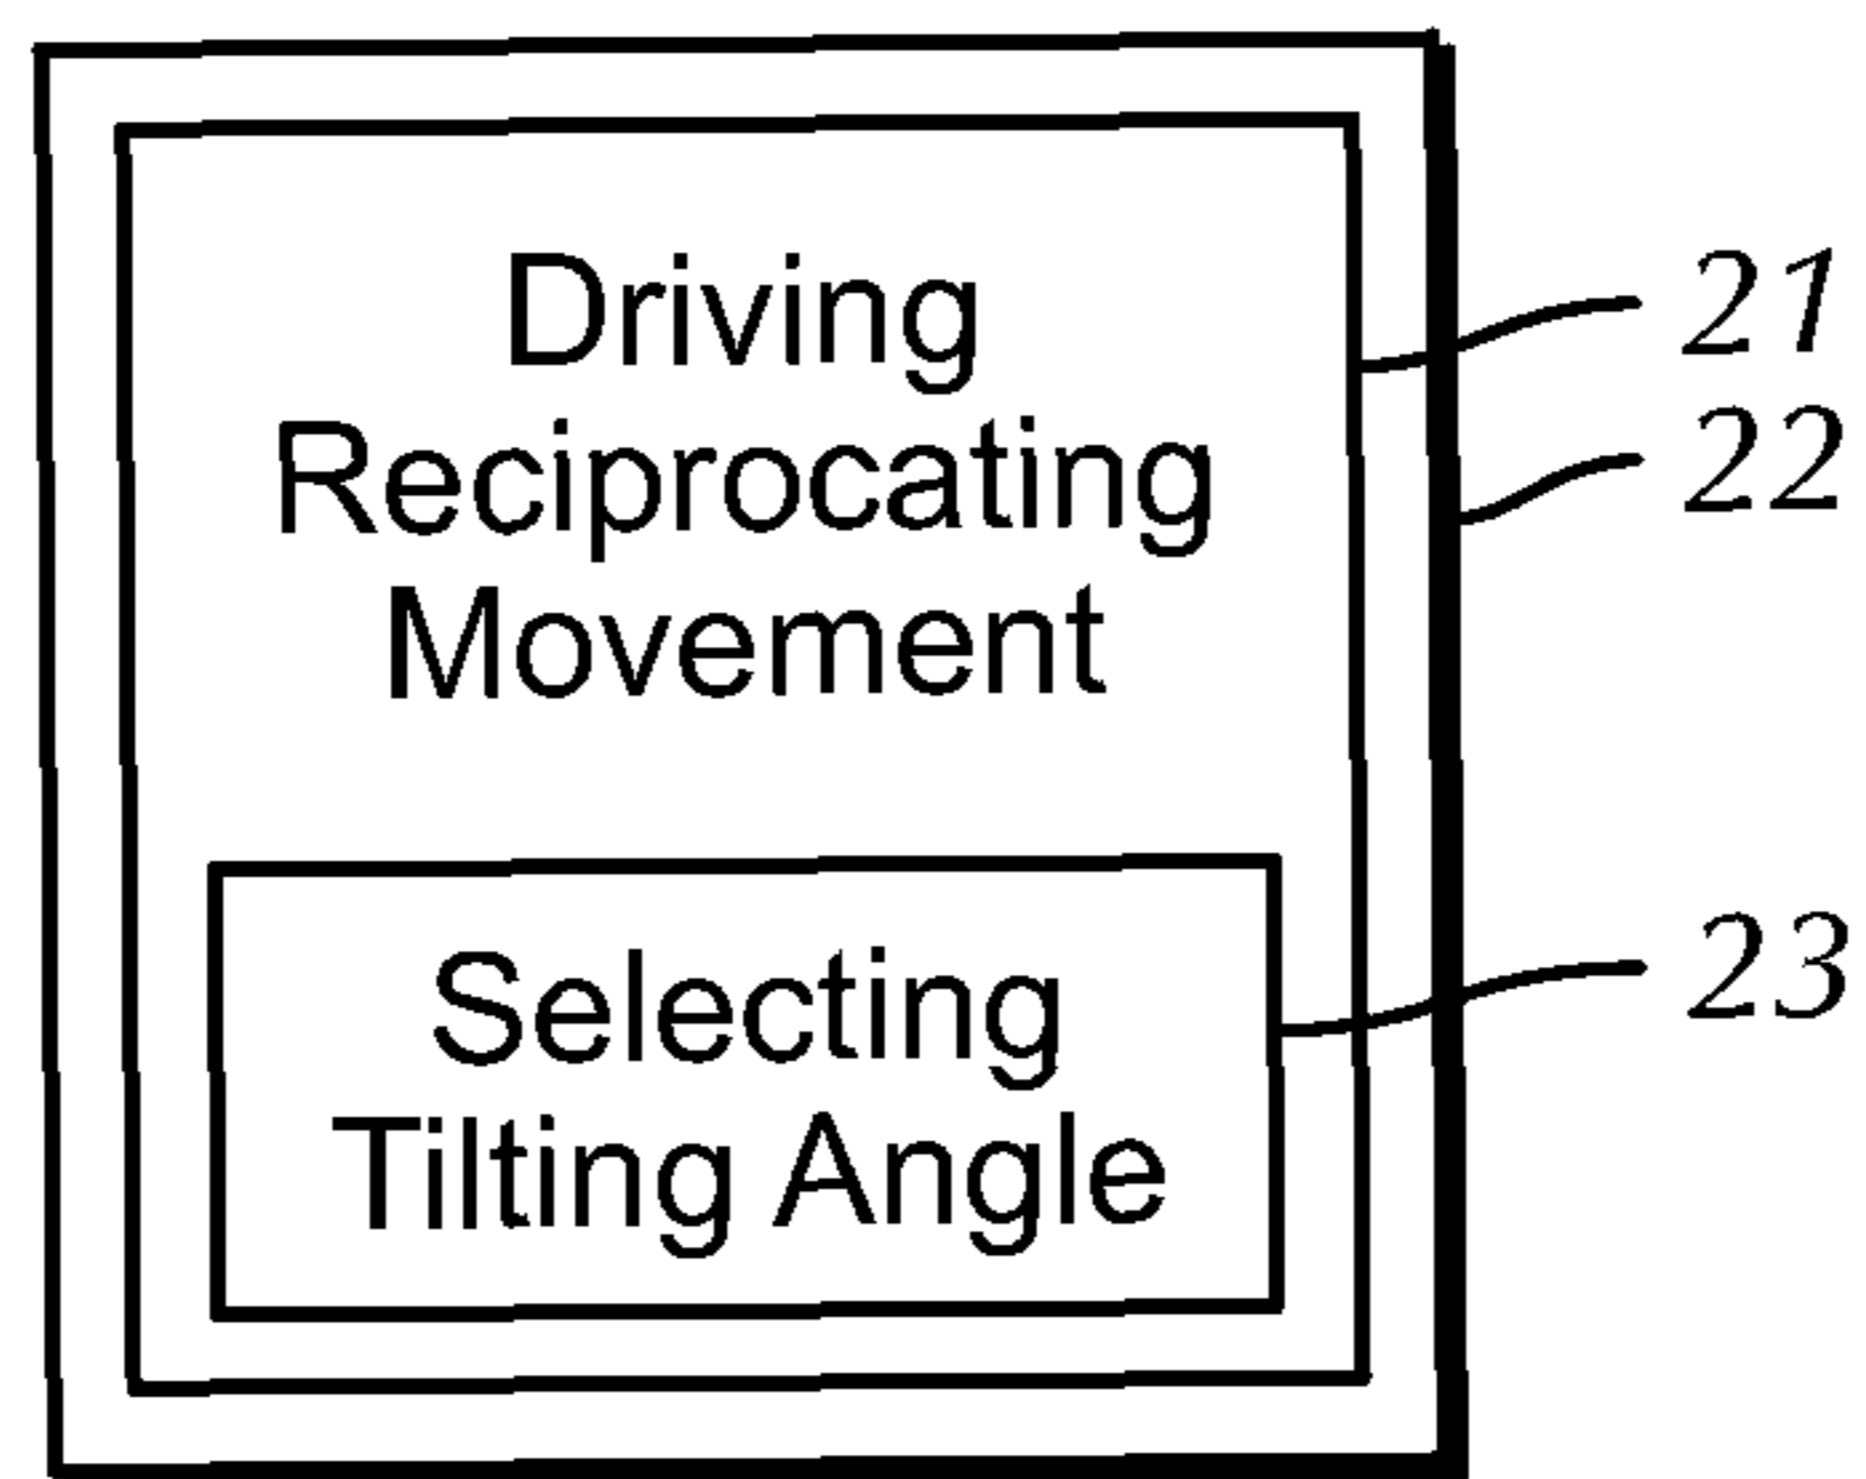 Driving
Reciprocating
Movement
21
22
Selecting
Tilting Angle
23